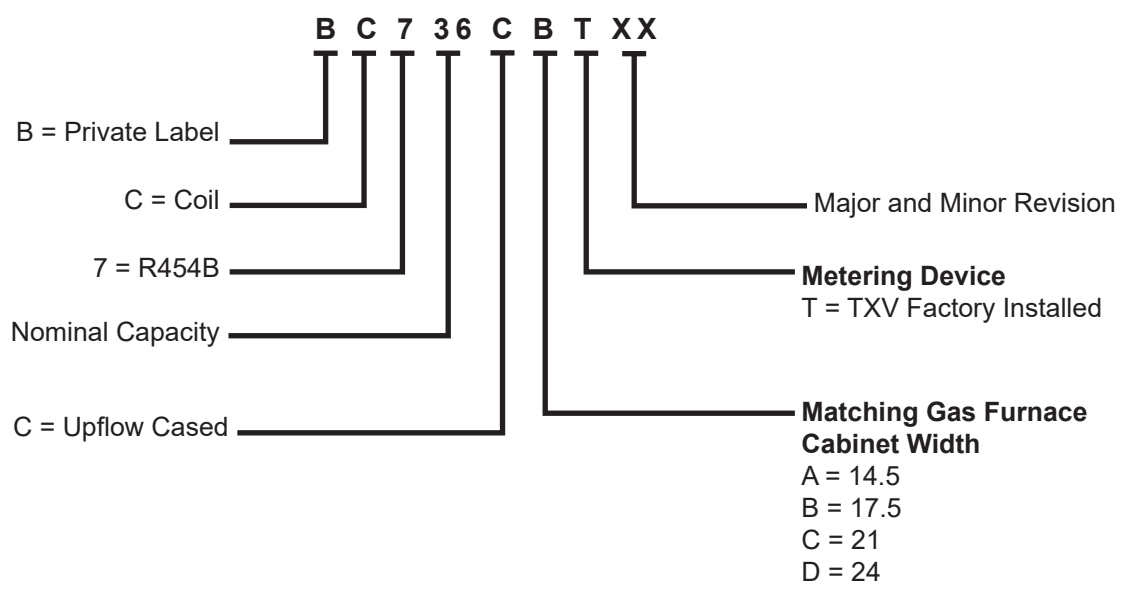 B C 7 36 C B T XX
B = Private Label
C = Coil
7 = R454B
Nominal Capacity
C = Upflow Cased
Major and Minor Revision
Metering Device
T = TXV Factory Installed
Matching Gas Furnace
Cabinet Width
A = 14.5
B = 17.5
C = 21
D = 24